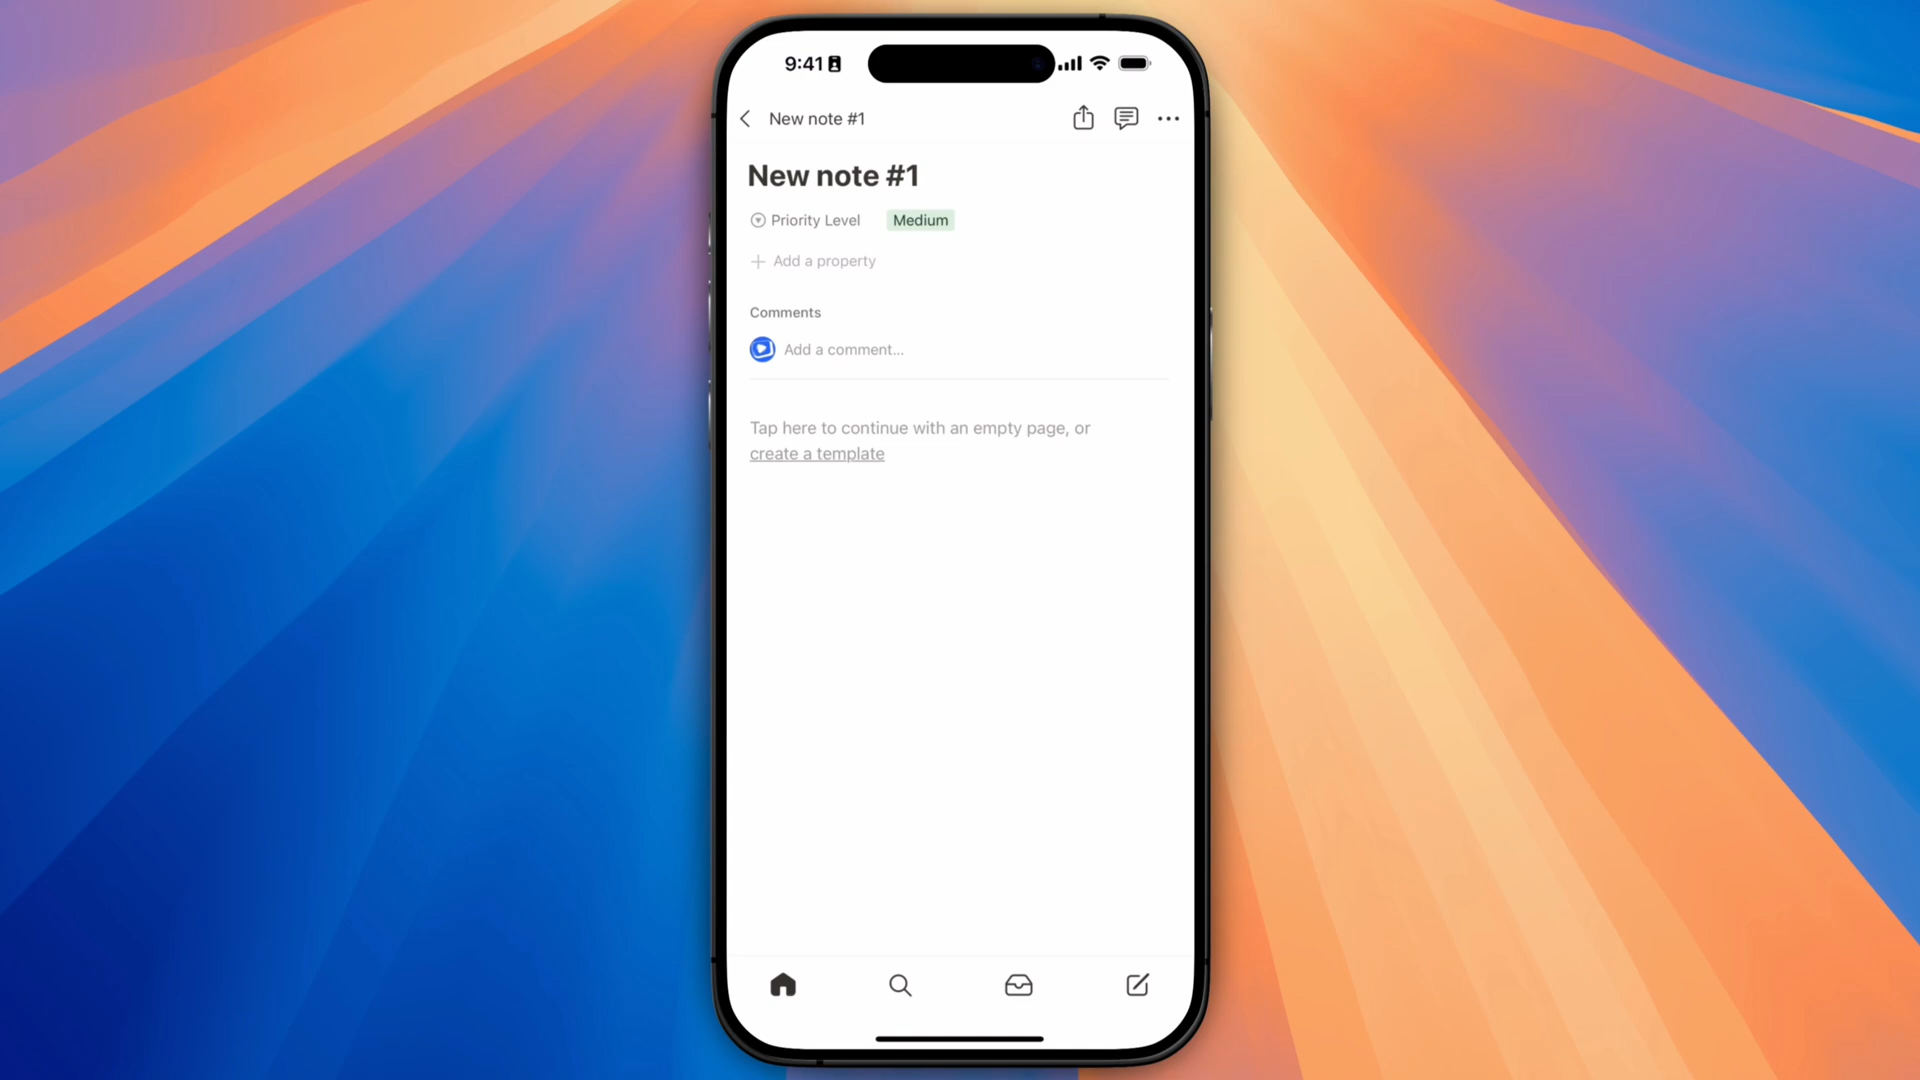 9:41
New note #1
New note #1
Priority Level Medium
Add a property
Comments
Add a comment...
Tap here to continue with an empty page, or
create a template